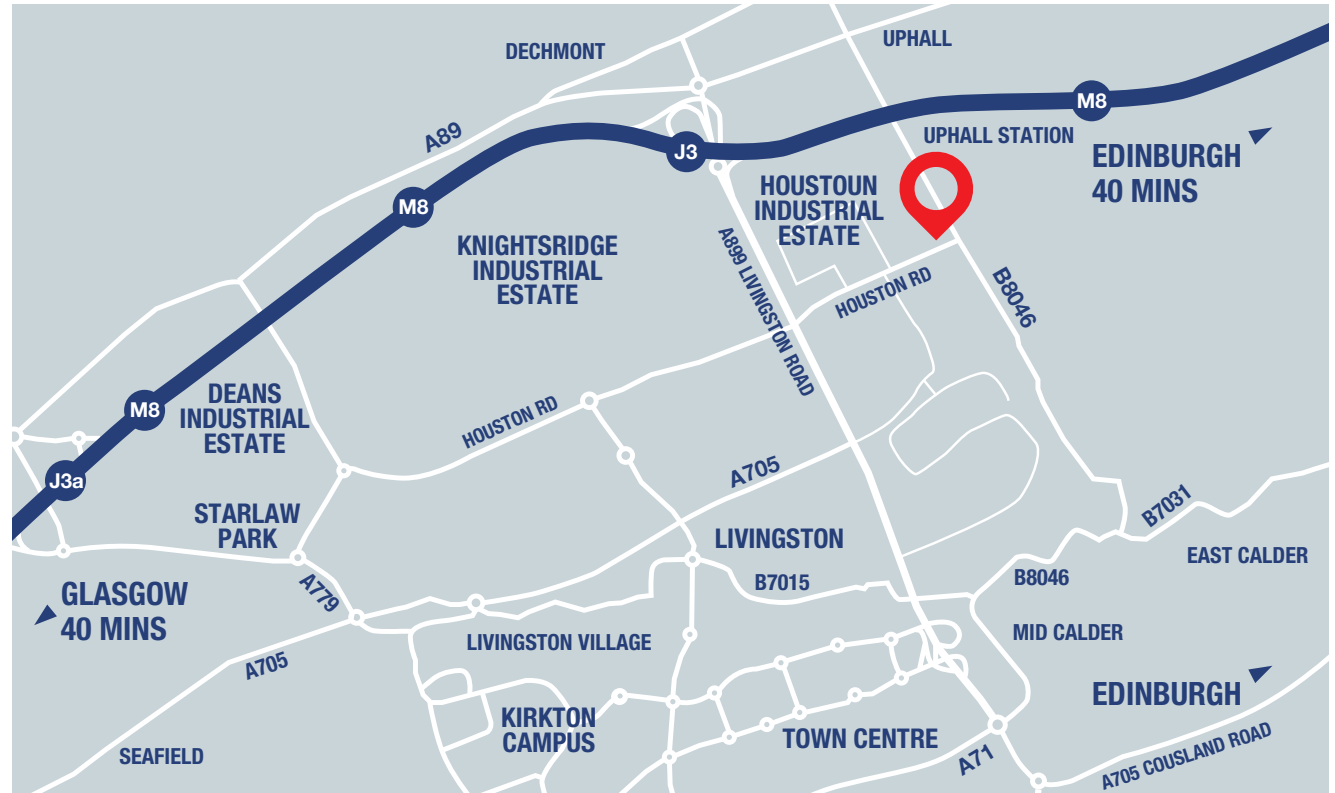 DECHMONT
UPHALL
A89
M8
J3
UPHALL STATION
EDINBURGH
40 MINS
HOUSTOUN
INDUSTRIAL
ESTATE
M8
KNIGHTSRIDGE
INDUSTRIAL
ESTATE
A899 LIVINGSTON ROAD
HOUSTON RD
B8046
DEANS
INDUSTRIAL
ESTATE
M8
HOUSTON RD
J3a
A705
STARLAW
PARK
LIVINGSTON
B7031
EAST CALDER
GLASGOW
40 MINS
A779
B7015
B8046
LIVINGSTON VILLAGE
MID CALDER
A705
EDINBURGH
KIRKTON
CAMPUS
TOWN CENTRE
SEAFIELD
A71
A705 COUSLAND ROAD